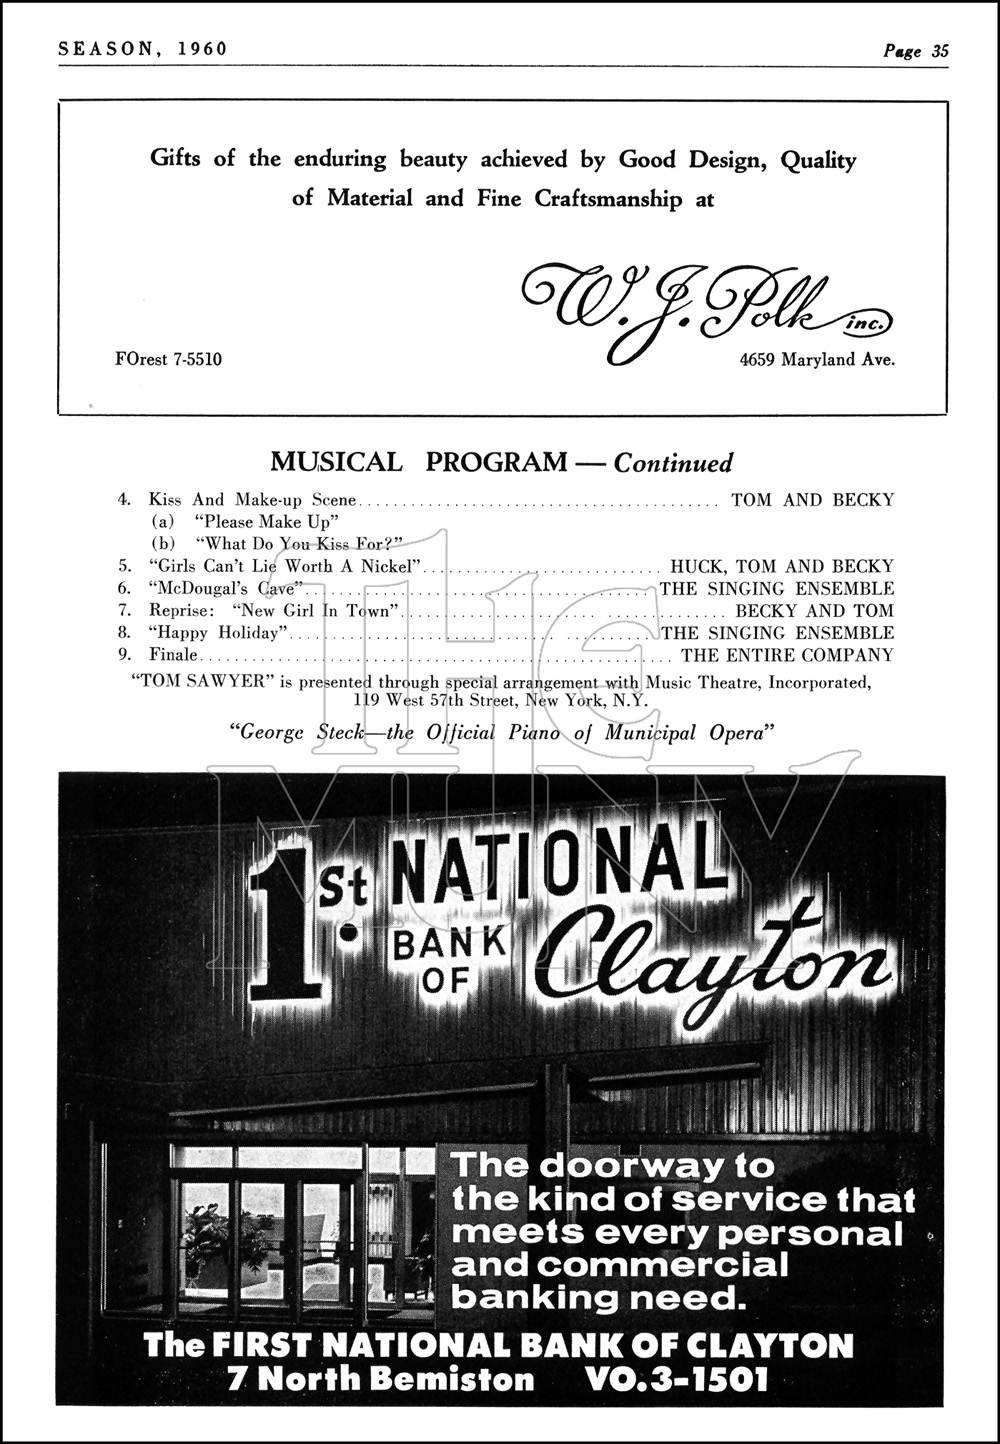 SEASON, 1960 Page 35
Gifts of the enduring beauty achieved by Good Design, Quality
of Material and Fine Craftsmanship at
W. J. Polk inc.
FOrest 7-5510 4659 Maryland Ave.
MUSICAL PROGRAM — Continued
4. Kiss And Make-up Scene........................................ TOM AND BECKY
(a) “Please Make Up”
(b) “What Do You Kiss For?”
5. “Girls Can't Lie Worth A Nickel”........................... HUCK, TOM AND BECKY
6. “McDougal's Cave”........................................ THE SINGING ENSEMBLE
7. Reprise: “New Girl In Town”..................................... BECKY AND TOM
8. “Happy Holiday”.......................................... THE SINGING ENSEMBLE
9. Finale...................................................... THE ENTIRE COMPANY
“TOM SAWYER” is presented through special arrangement with Music Theatre, Incorporated,
119 West 57th Street, New York, N.Y.
“George Steck—the Official Piano of Municipal Opera”
The
MUNY
1.st NATIONAL
BANK
OF Clayton
The doorway to
the kind of service that
meets every personal
and commercial
banking need.
The FIRST NATIONAL BANK OF CLAYTON
7 North Bemiston VO.3-1501